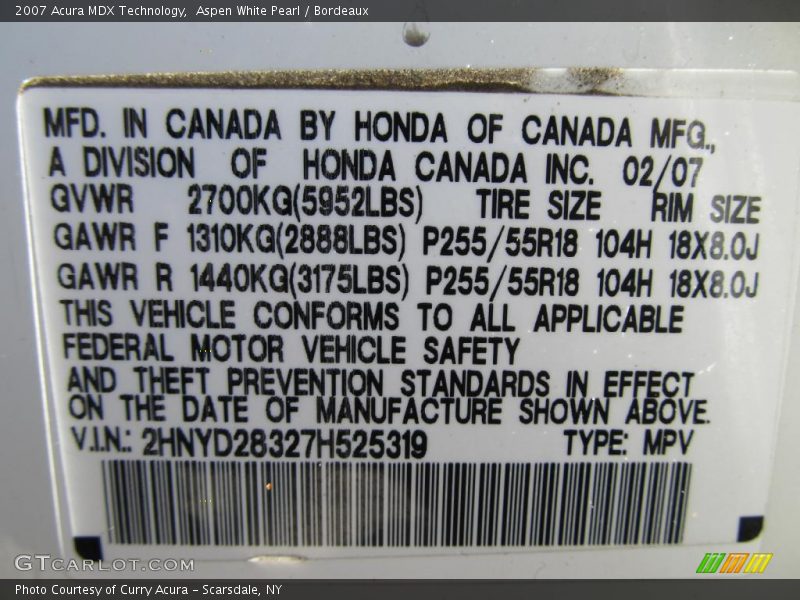 2007 Acura MDX Technology,  Aspen White Pearl / Bordeaux
MFD. IN CANADA BY HONDA OF CANADA MFG.,
A DIVISION OF HONDA CANADA INC. 02/07
GVWR 2700KG(5952LBS) TIRE SIZE RIM SIZE
GAWR F 1310KG(2888LBS) P255/55R18 104H 18X8.0J
GAWR R 1440KG(3175LBS) P255/55R18 104H 18X8.0J
THIS VEHICLE CONFORMS TO ALL APPLICABLE
FEDERAL MOTOR VEHICLE SAFETY
AND THEFT PREVENTION STANDARDS IN EFFECT
ON THE DATE OF MANUFACTURE SHOWN ABOVE.
V.I.N.: 2HNYD28327H525319 TYPE: MPV
GTCARLOT.COM
Photo Courtesy of Curry Acura - Scarsdale, NY